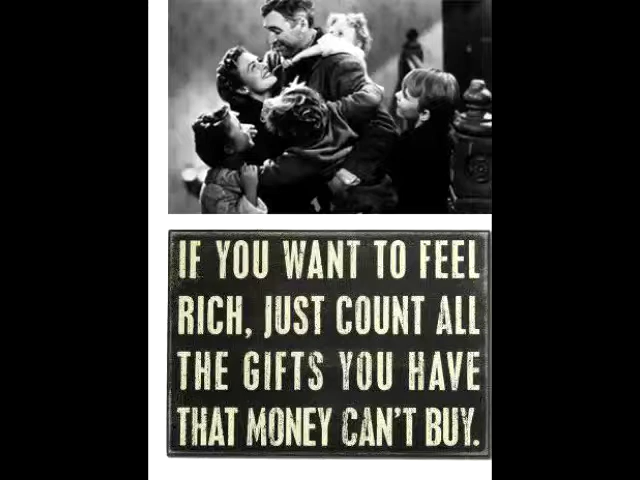 IF YOU WANT TO FEEL
RICH, JUST COUNT ALL
THE GIFTS YOU HAVE
THAT MONEY CAN'T BUY.